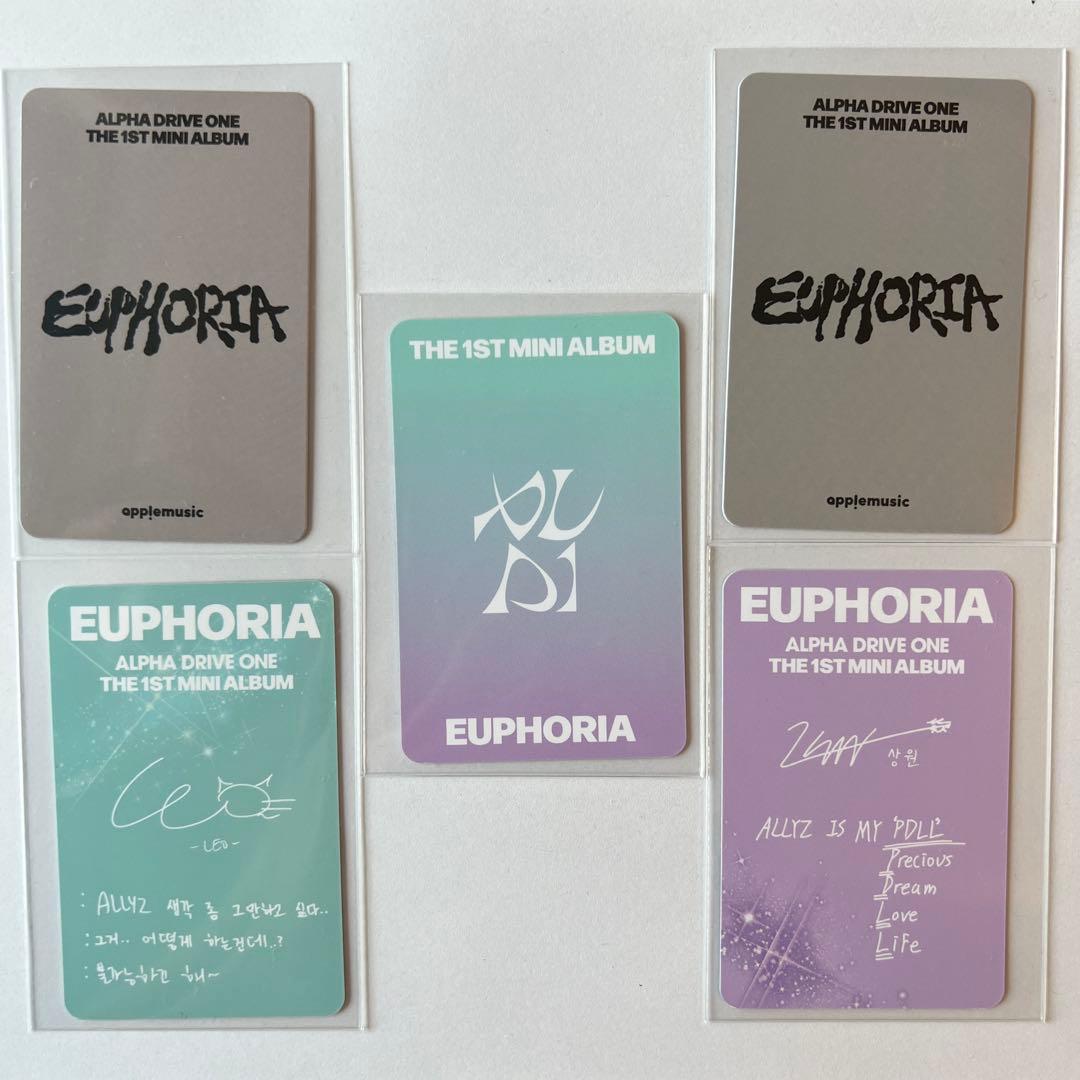 ALPHA DRIVE ONE
THE 1ST MINI ALBUM
EUPHORIA
applemusic
ALPHA DRIVE ONE
THE 1ST MINI ALBUM
EUPHORIA
applemusic
THE 1ST MINI ALBUM
ALD1
EUPHORIA
EUPHORIA
ALPHA DRIVE ONE
THE 1ST MINI ALBUM
LEO
-LEO-
: ALLYZ 생각 좀 그만하고 싶다..
: 그거.. 어떻게 하는건데..?
: 불가능하고 해~
EUPHORIA
ALPHA DRIVE ONE
THE 1ST MINI ALBUM
상원
ALLYZ IS MY 'PDLL'
Precious
Dream
Love
Life